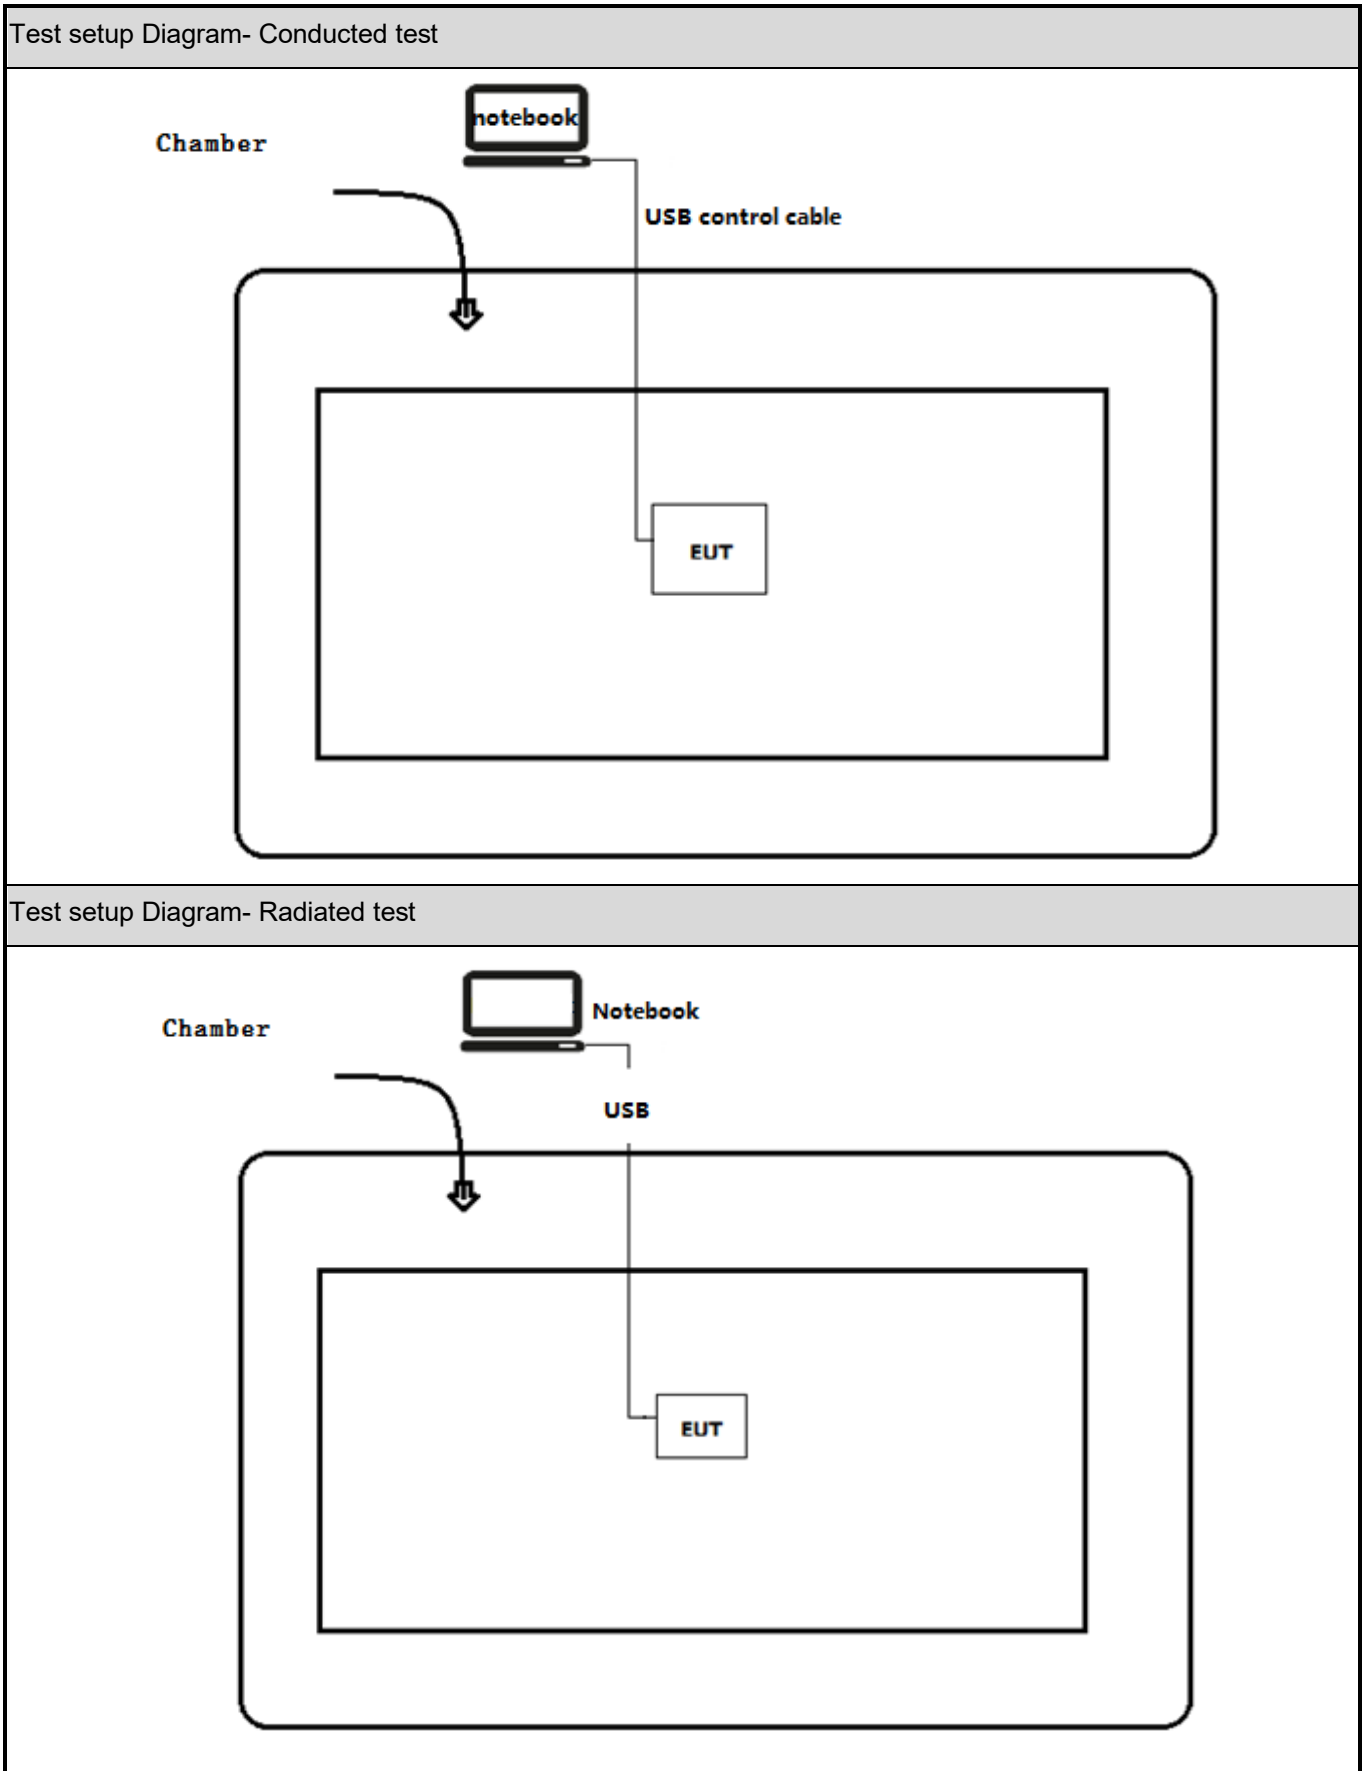 Test setup Diagram- Conducted test
notebook
Chamber
USB control cable
EUT
Test setup Diagram- Radiated test
Notebook
Chamber
USB
EUT